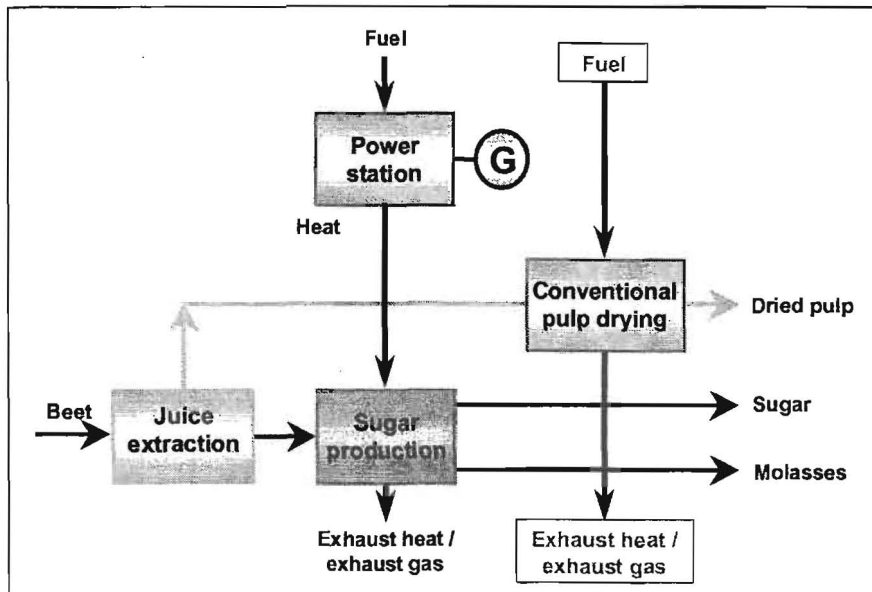 Fuel
Fuel
Power
station
G
Heat
Conventional
pulp drying
Dried pulp
Beet
Juice
extraction
Sugar
production
Sugar
Molasses
Exhaust heat /
exhaust gas
Exhaust heat /
exhaust gas